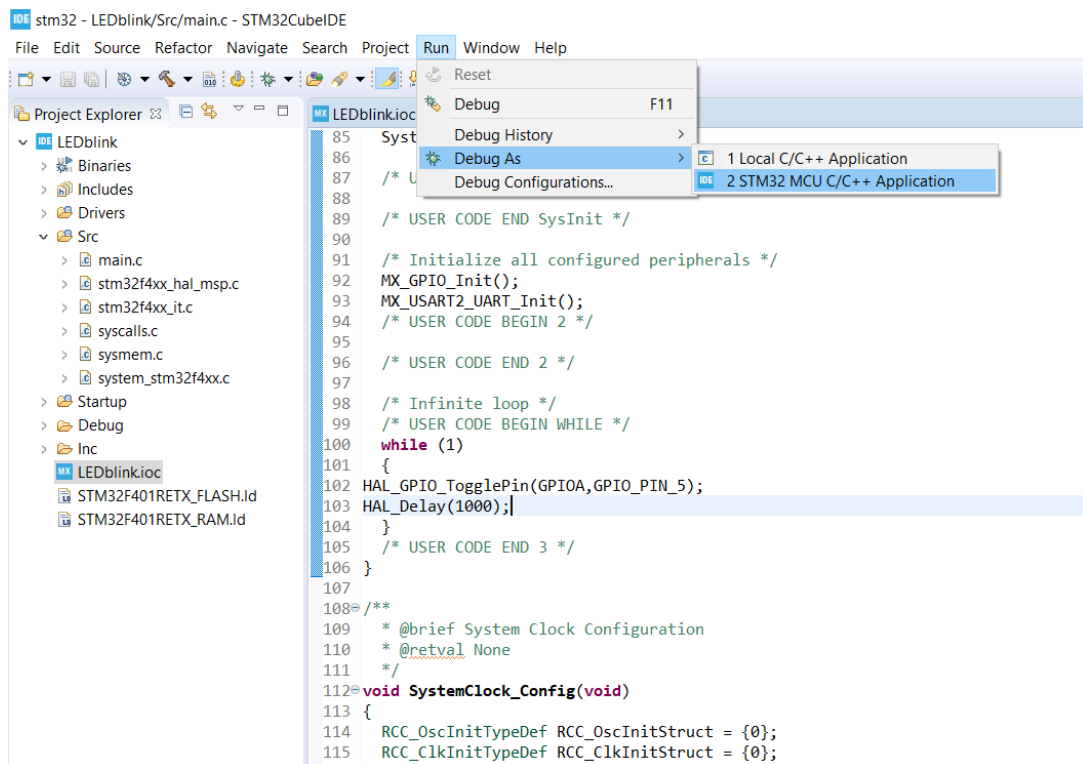 IDE stm32 - LEDblink/Src/main.c - STM32CubeIDE
File Edit Source Refactor Navigate Search Project Run Window Help
Reset
Debug F11
Debug History
Debug As
Debug Configurations...
1 Local C/C++ Application
IDE 2 STM32 MCU C/C++ Application
Project Explorer
IDE LEDblink
Binaries
Includes
Drivers
Src
main.c
stm32f4xx_hal_msp.c
stm32f4xx_it.c
syscalls.c
sysmem.c
system_stm32f4xx.c
Startup
Debug
Inc
MX LEDblink.ioc
STM32F401RETX_FLASH.ld
STM32F401RETX_RAM.ld
MX LEDblink.ioc
85 Syst
86
87 /* U
88
89 /* USER CODE END SysInit */
90
91 /* Initialize all configured peripherals */
92 MX_GPIO_Init();
93 MX_USART2_UART_Init();
94 /* USER CODE BEGIN 2 */
95
96 /* USER CODE END 2 */
97
98 /* Infinite loop */
99 /* USER CODE BEGIN WHILE */
100 while (1)
101 {
102 HAL_GPIO_TogglePin(GPIOA,GPIO_PIN_5);
103 HAL_Delay(1000);
104 }
105 /* USER CODE END 3 */
106 }
107
108 /**
109 * @brief System Clock Configuration
110 * @retval None
111 */
112 void SystemClock_Config(void)
113 {
114 RCC_OscInitTypeDef RCC_OscInitStruct = {0};
115 RCC_ClkInitTypeDef RCC_ClkInitStruct = {0};